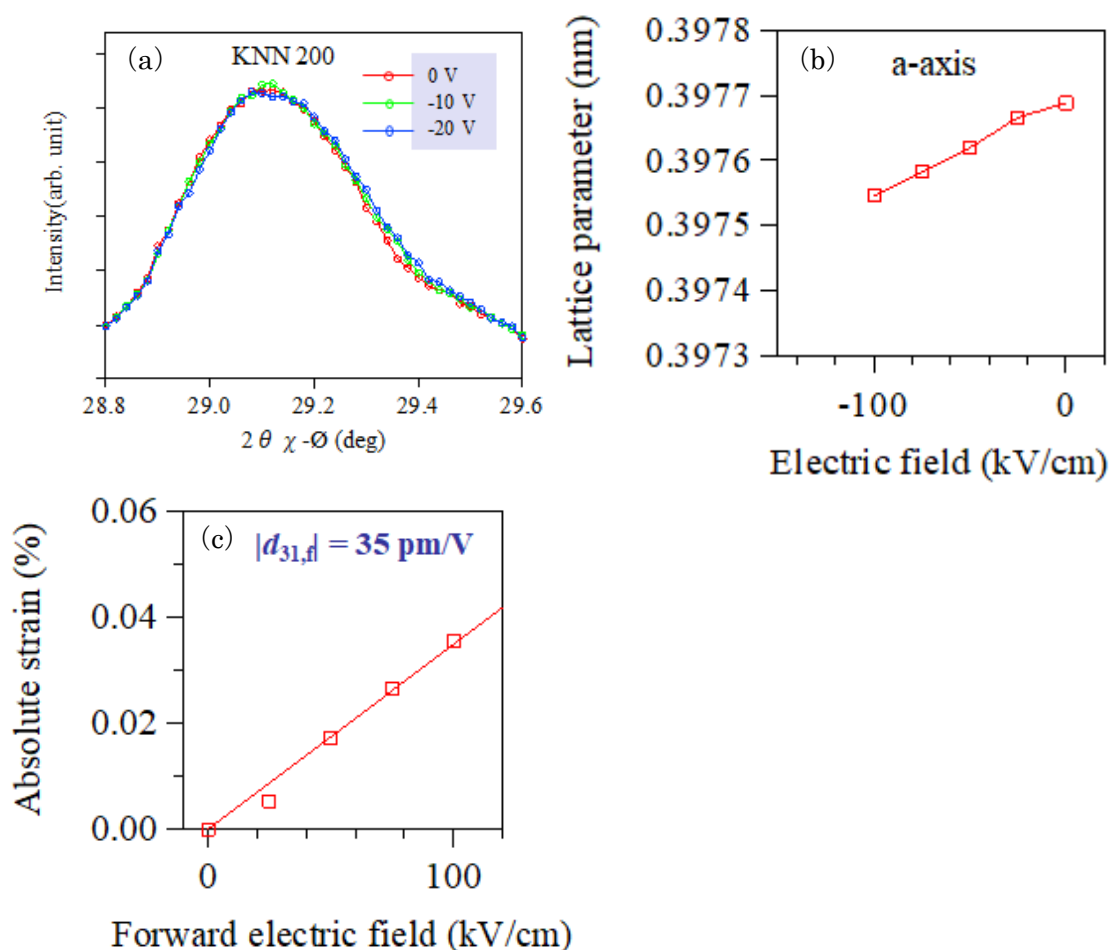 (a)
KNN 200
0 V
-10 V
-20 V
Intensity(arb. unit)
28.8 29.0 29.2 29.4 29.6
2 θ χ -Ø (deg)
(b)
a-axis
0.3978
0.3977
0.3976
0.3975
0.3974
0.3973
Lattice parameter (nm)
-100 0
Electric field (kV/cm)
(c)
|d31,f| = 35 pm/V
0.06
0.04
0.02
0.00
Absolute strain (%)
0 100
Forward electric field (kV/cm)